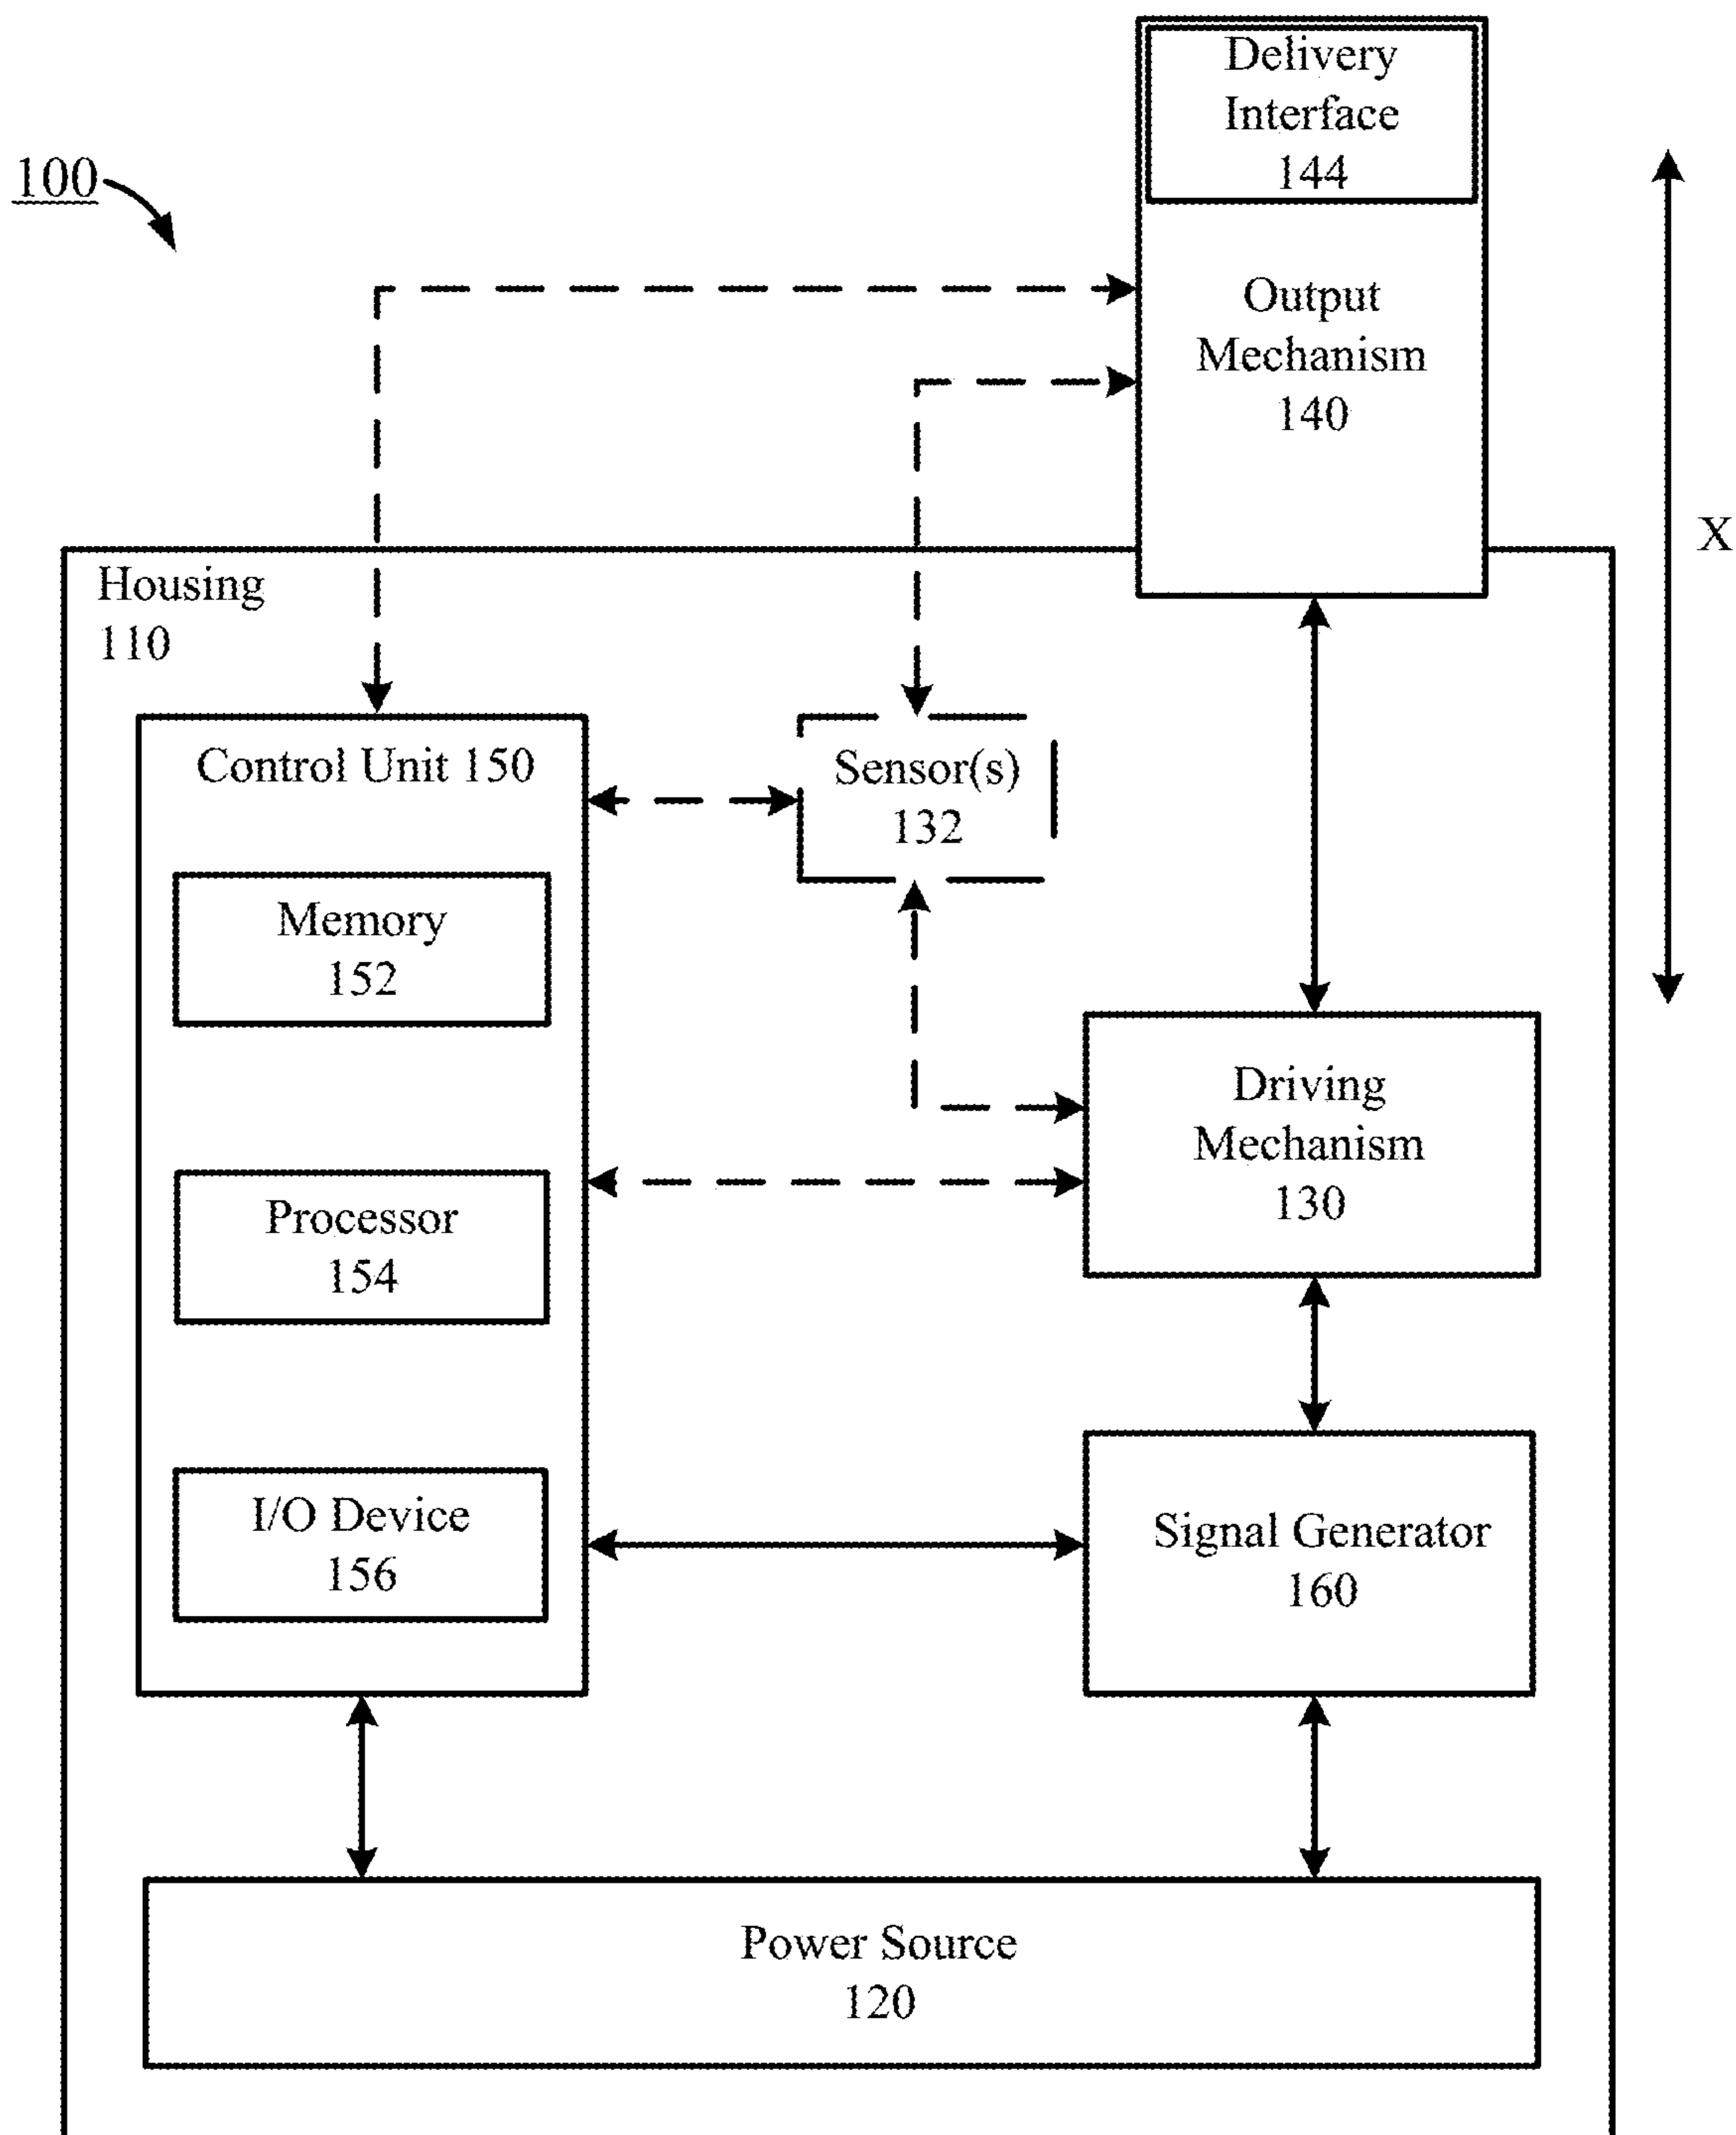 Delivery
Interface
144
100
Output
Mechanism
140
X
Housing
110
Control Unit 150
Sensor(s)
132
Memory
152
Driving
Mechanism
130
Processor
154
I/O Device
156
Signal Generator
160
Power Source
120